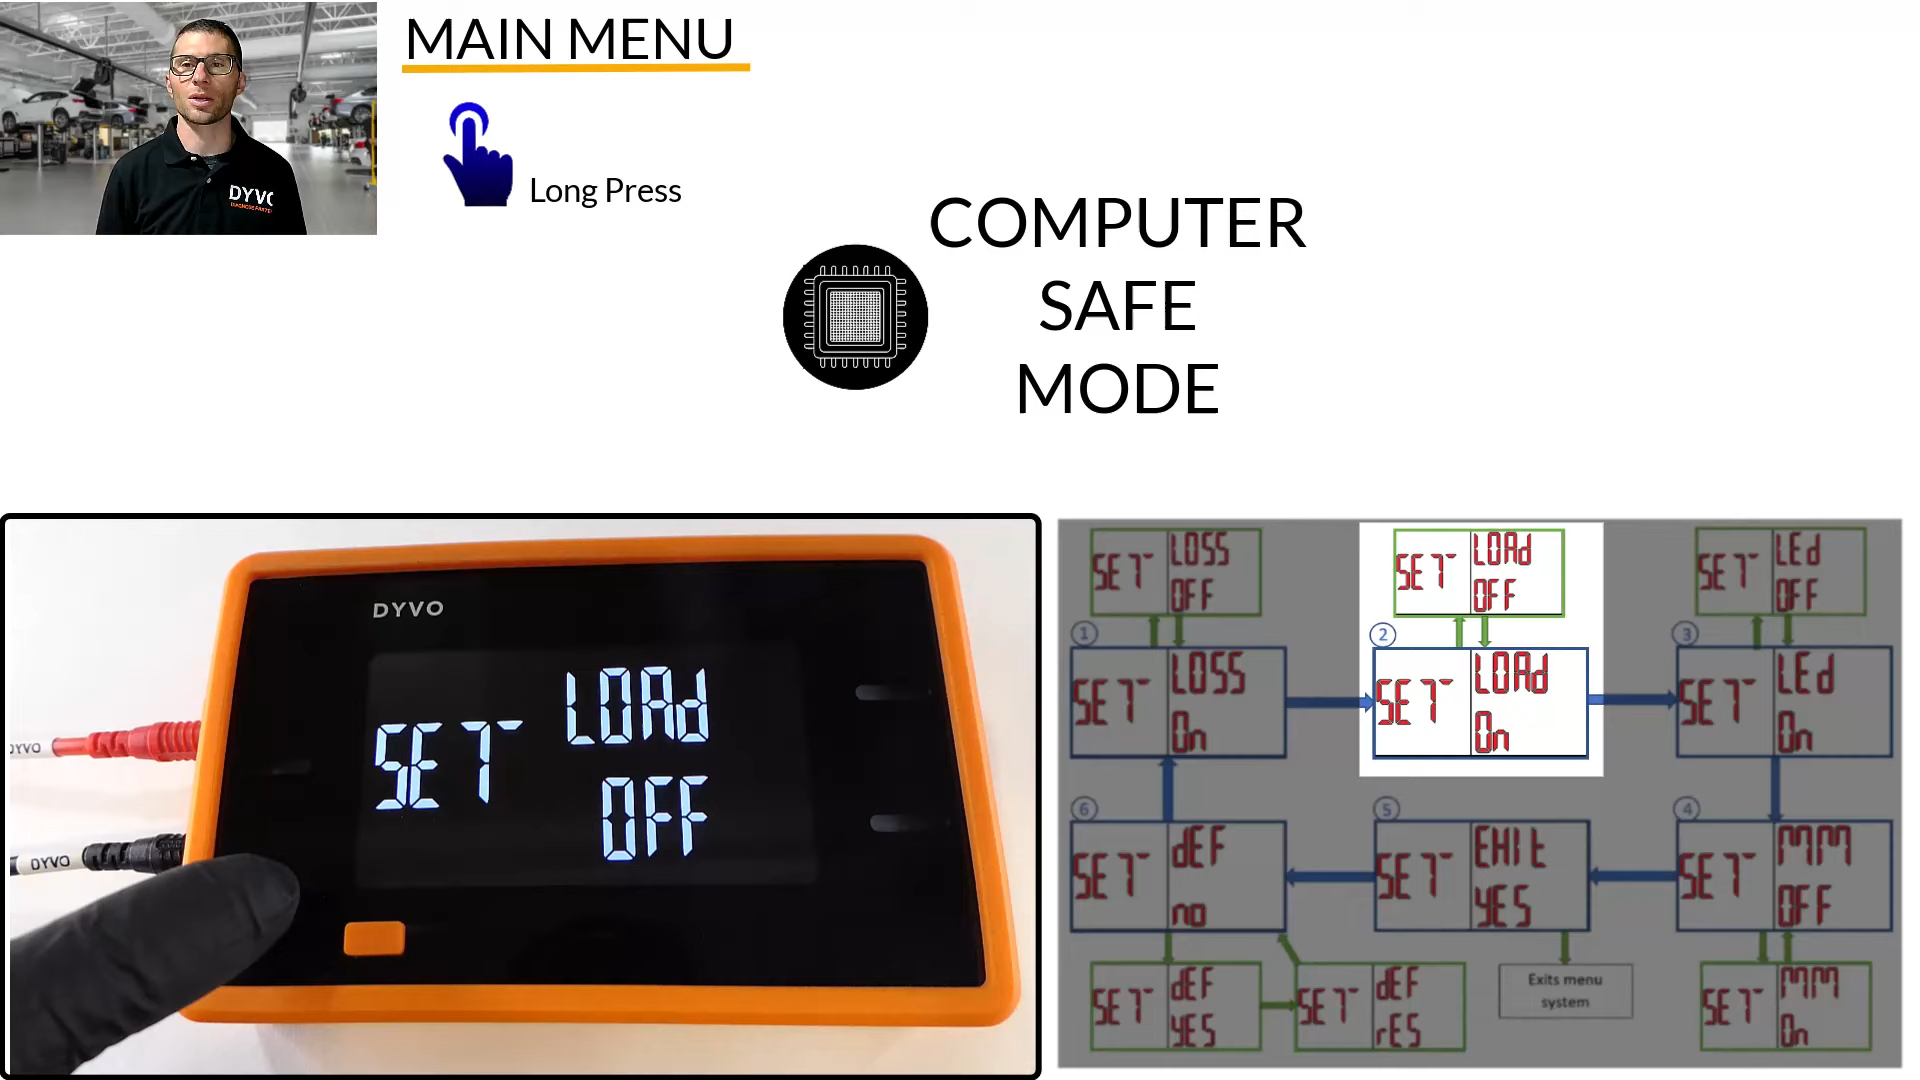 MAIN MENU
Long Press
COMPUTER
SAFE
MODE
DYVO
DYVO
SET
LOAd
OFF
DYVO
DYVO
SET LOSS
OFF
SET LOAd
OFF
SET LEd
OFF
1
SET LOSS
On
2
SET LOAd
On
3
SET LEd
On
6
SET dEF
no
5
SET EHIt
YES
4
SET MM
OFF
SET dEF
YES
SET dEF
rES
Exits menu
system
SET MM
On